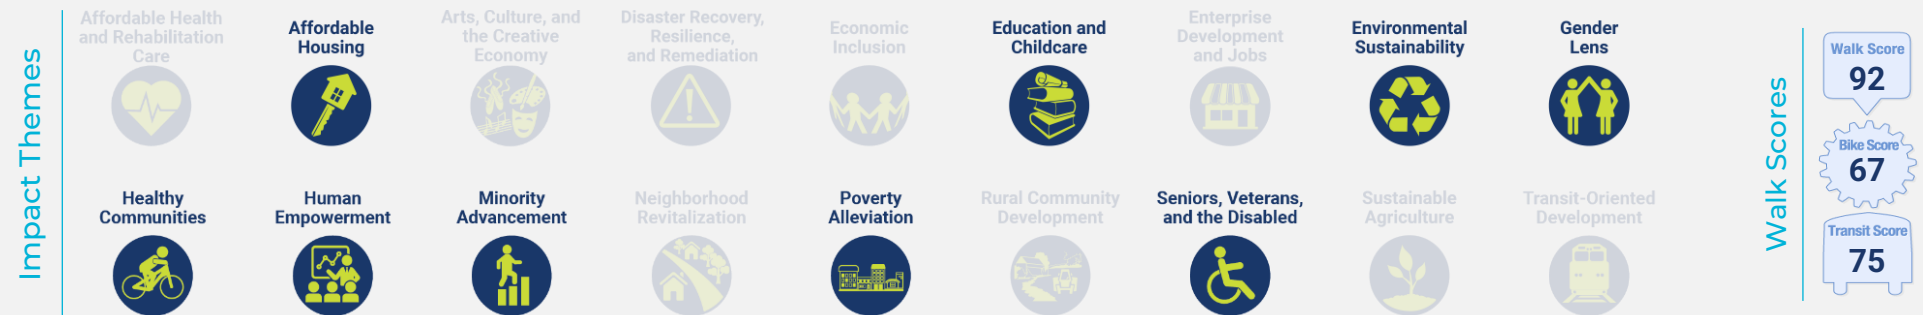 Impact Themes
Affordable Health
and Rehabilitation
Care
Affordable
Housing
Arts, Culture, and
the Creative
Economy
Disaster Recovery,
Resilience,
and Remediation
Economic
Inclusion
Education and
Childcare
Enterprise
Development
and Jobs
Environmental
Sustainability
Gender
Lens
Healthy
Communities
Human
Empowerment
Minority
Advancement
Neighborhood
Revitalization
Poverty
Alleviation
Rural Community
Development
Seniors, Veterans,
and the Disabled
Sustainable
Agriculture
Transit-Oriented
Development
Walk Scores
Walk Score
92
Bike Score
67
Transit Score
75